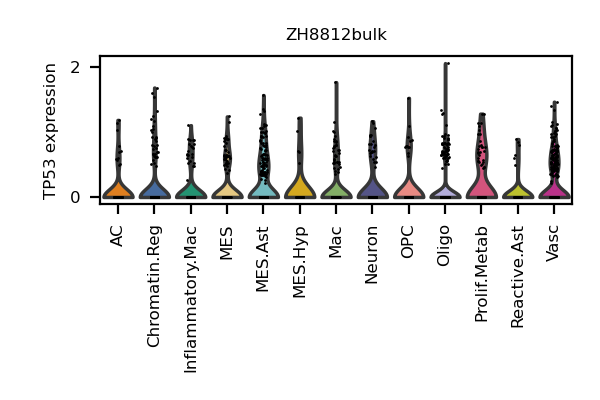 ZH8812bulk
TP53 expression
2
0
AC
Chromatin.Reg
Inflammatory.Mac
MES
MES.Ast
MES.Hyp
Mac
Neuron
OPC
Oligo
Prolif.Metab
Reactive.Ast
Vasc